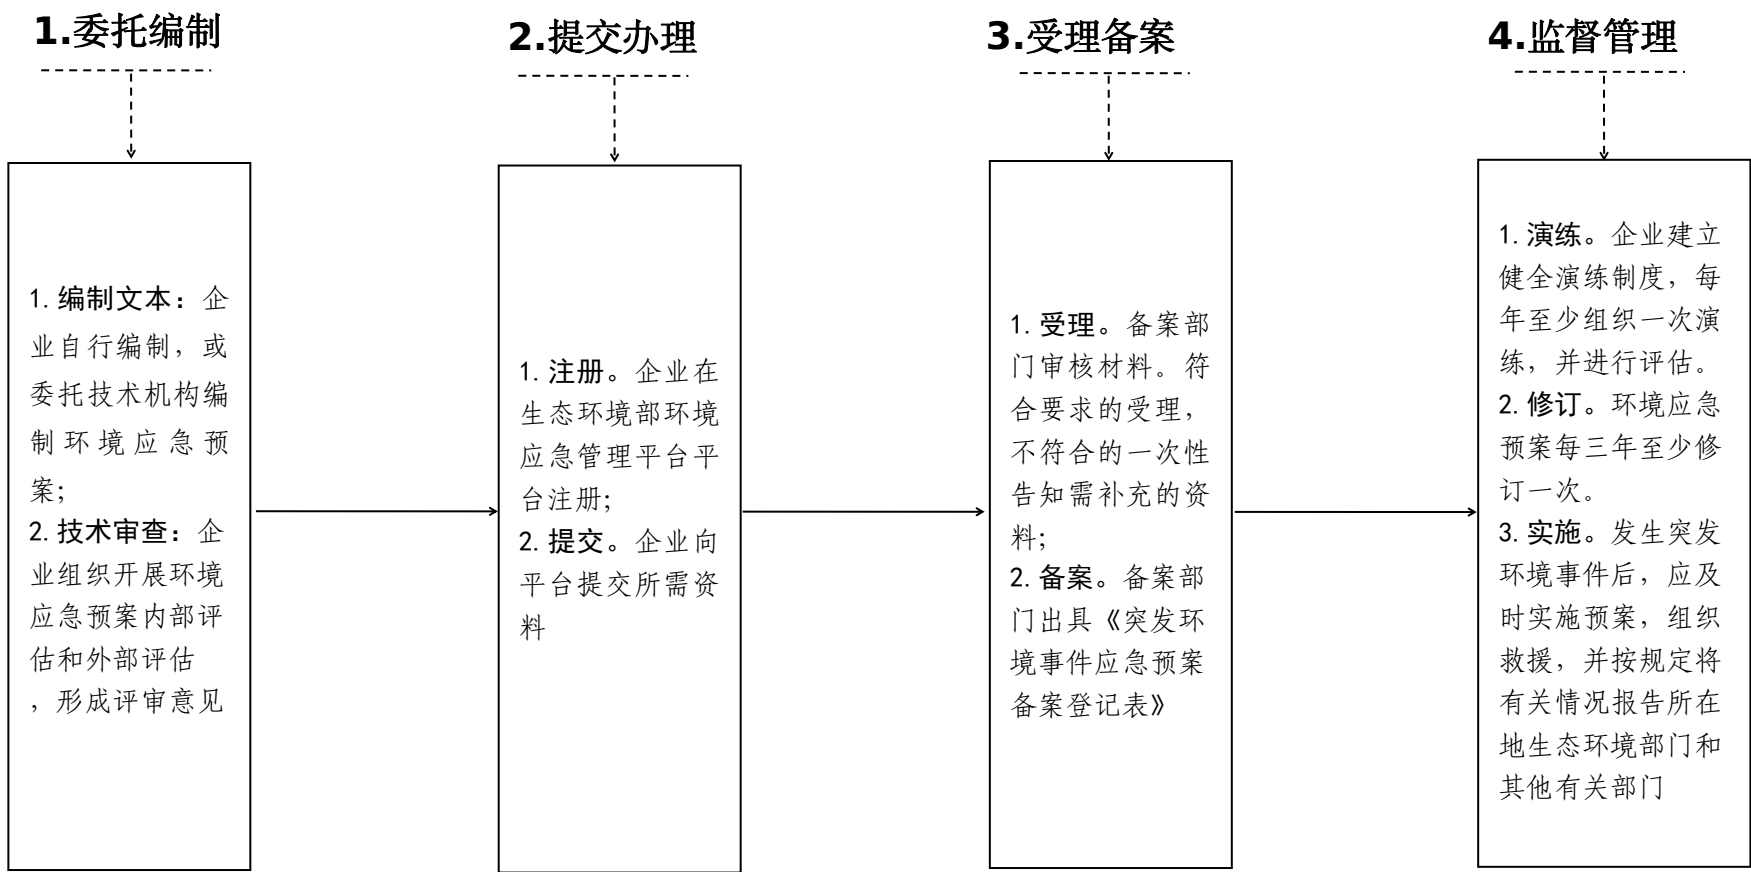 1.委托编制
1.编制文本：企
业自行编制，或
委托技术机构编
制环境应急预
案；
2.技术审查：企
业组织开展环境
应急预案内部评
估和外部评估
，形成评审意见
2.提交办理
1.注册。企业在
生态环境部环境
应急管理平台平
台注册；
2.提交。企业向
平台提交所需资
料
3.受理备案
1.受理。备案部
门审核材料。符
合要求的受理，
不符合的一次性
告知需补充的资
料；
2.备案。备案部
门出具《突发环
境事件应急预案
备案登记表》
4.监督管理
1.演练。企业建立
健全演练制度，每
年至少组织一次演
练，并进行评估。
2.修订。环境应急
预案每三年至少修
订一次。
3.实施。发生突发
环境事件后，应及
时实施预案，组织
救援，并按规定将
有关情况报告所在
地生态环境部门和
其他有关部门